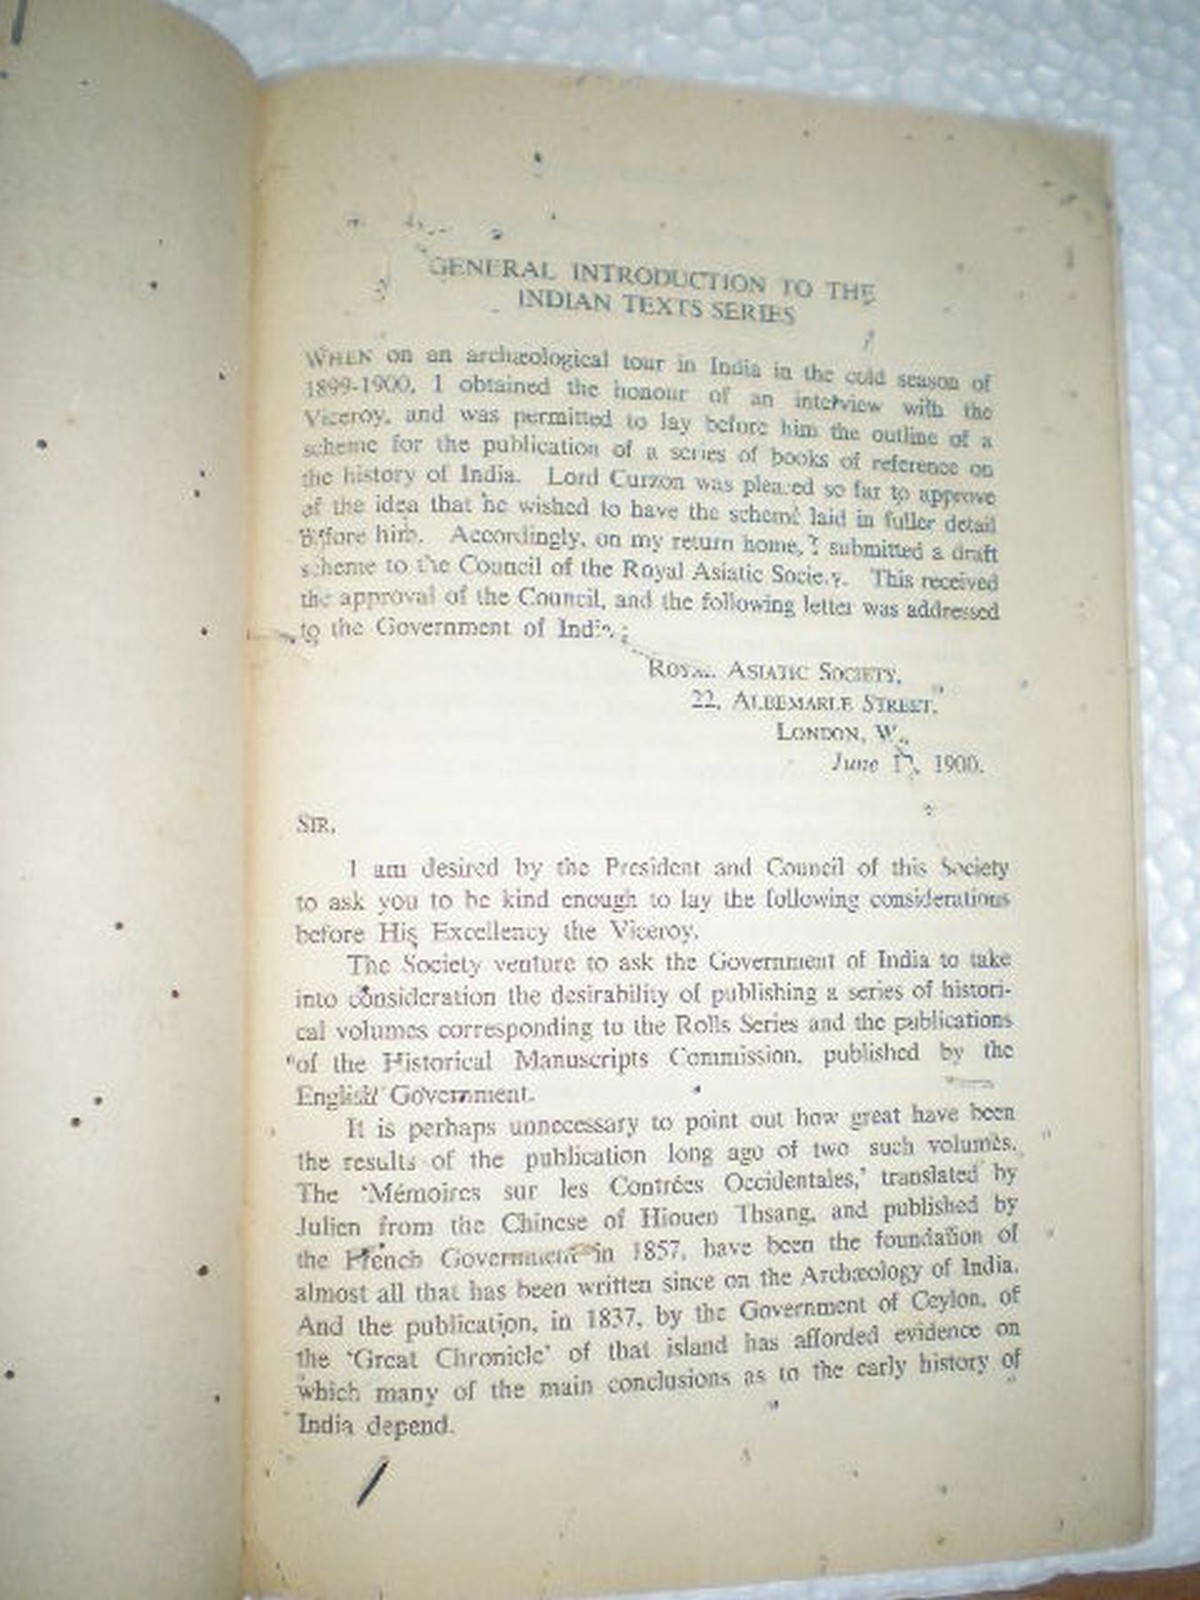 GENERAL INTRODUCTION TO THE
INDIAN TEXTS SERIES
WHEN on an archæological tour in India in the cold season of
1899-1900, I obtained the honour of an interview with the
Viceroy, and was permitted to lay before him the outline of a
scheme for the publication of a series of books of reference on
the history of India. Lord Curzon was pleased so far to approve
of the idea that he wished to have the scheme laid in fuller detail
before him. Accordingly, on my return home, I submitted a draft
scheme to the Council of the Royal Asiatic Society. This received
the approval of the Council, and the following letter was addressed
to the Government of India:
ROYAL ASIATIC SOCIETY,
22, ALBEMARLE STREET,
LONDON, W.,
June 1900.
SIR,
I am desired by the President and Council of this Society
to ask you to be kind enough to lay the following considerations
before His Excellency the Viceroy.
The Society venture to ask the Government of India to take
into consideration the desirability of publishing a series of histori-
cal volumes corresponding to the Rolls Series and the publications
of the Historical Manuscripts Commission, published by the
English Government.
It is perhaps unnecessary to point out how great have been
the results of the publication long ago of two such volumes.
The 'Mémoires sur les Contrées Occidentales,' translated by
Julien from the Chinese of Hiouen Thsang, and published by
the French Government in 1857, have been the foundation of
almost all that has been written since on the Archæology of India.
And the publication, in 1837, by the Government of Ceylon, of
the 'Great Chronicle' of that island has afforded evidence on
which many of the main conclusions as to the early history of
India depend.